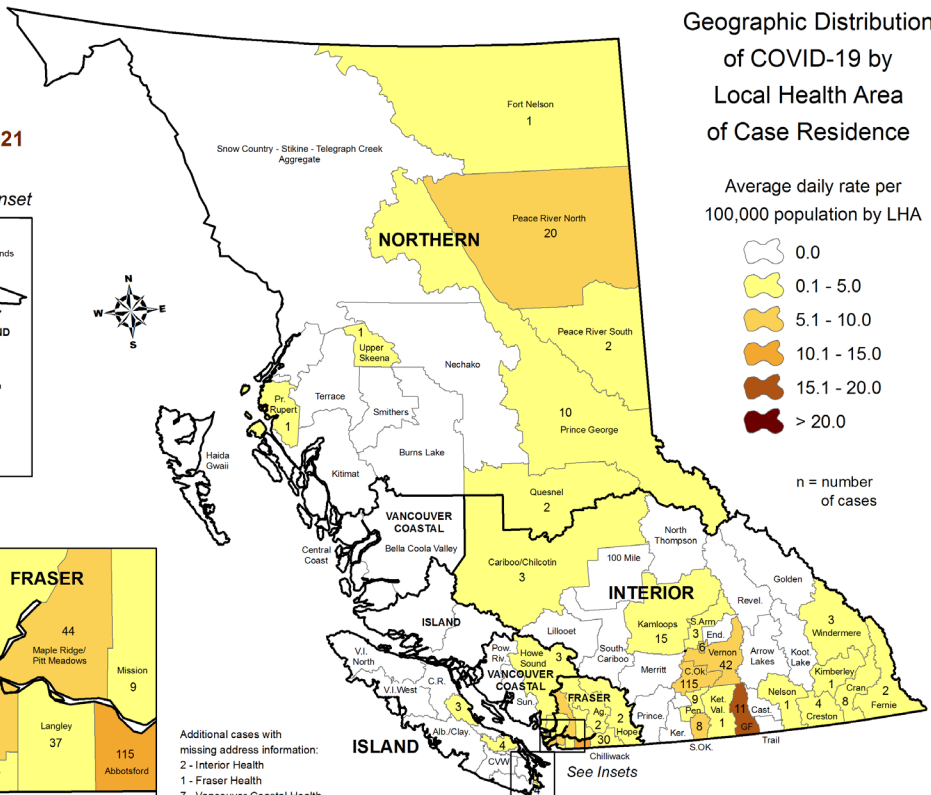 Geographic Distribution
of COVID-19 by
Local Health Area
of Case Residence
21
nset
nds
ND
N
W
E
S
Average daily rate per
100,000 population by LHA
0.0
0.1 - 5.0
5.1 - 10.0
10.1 - 15.0
15.1 - 20.0
> 20.0
n = number
of cases
Fort Nelson
1
Snow Country - Stikine - Telegraph Creek
Aggregate
Peace River North
20
NORTHERN
Peace River South
2
1
Upper
Skeena
Nechako
Pr.
Rupert
1
Terrace
Smithers
10
Prince George
Burns Lake
Haida
Gwaii
Kitimat
Quesnel
2
VANCOUVER
COASTAL
Bella Coola Valley
Central
Coast
North
Thompson
100 Mile
Cariboo/Chilcotin
3
INTERIOR
Golden
Revel.
ISLAND
Lillooet
Kamloops
15
S.Arm
3
End.
3
Windermere
V.I.
North
Pow.
Riv.
Howe
Sound
3
South
Cariboo
6
Vernon
42
Arrow
Lakes
Koot.
Lake
Merritt
C.Ok.
115
Kimberley
1
C.R.
VANCOUVER
COASTAL
V.I.West
Sun.
FRASER
Ag.
2
2
Hope
Prince.
9
Pen.
Ket.
Val.
1
11
GF
Cast.
Nelson
1
4
Creston
Cran.
8
2
Fernie
3
Alb./Clay.
4
30
Ker.
8
S.OK.
Trail
Chilliwack
CVW
ISLAND
See Insets
FRASER
44
Maple Ridge/
Pitt Meadows
Mission
9
Langley
37
115
Abbotsford
Additional cases with
missing address information:
2 - Interior Health
1 - Fraser Health
7 - Vancouver Coastal Health